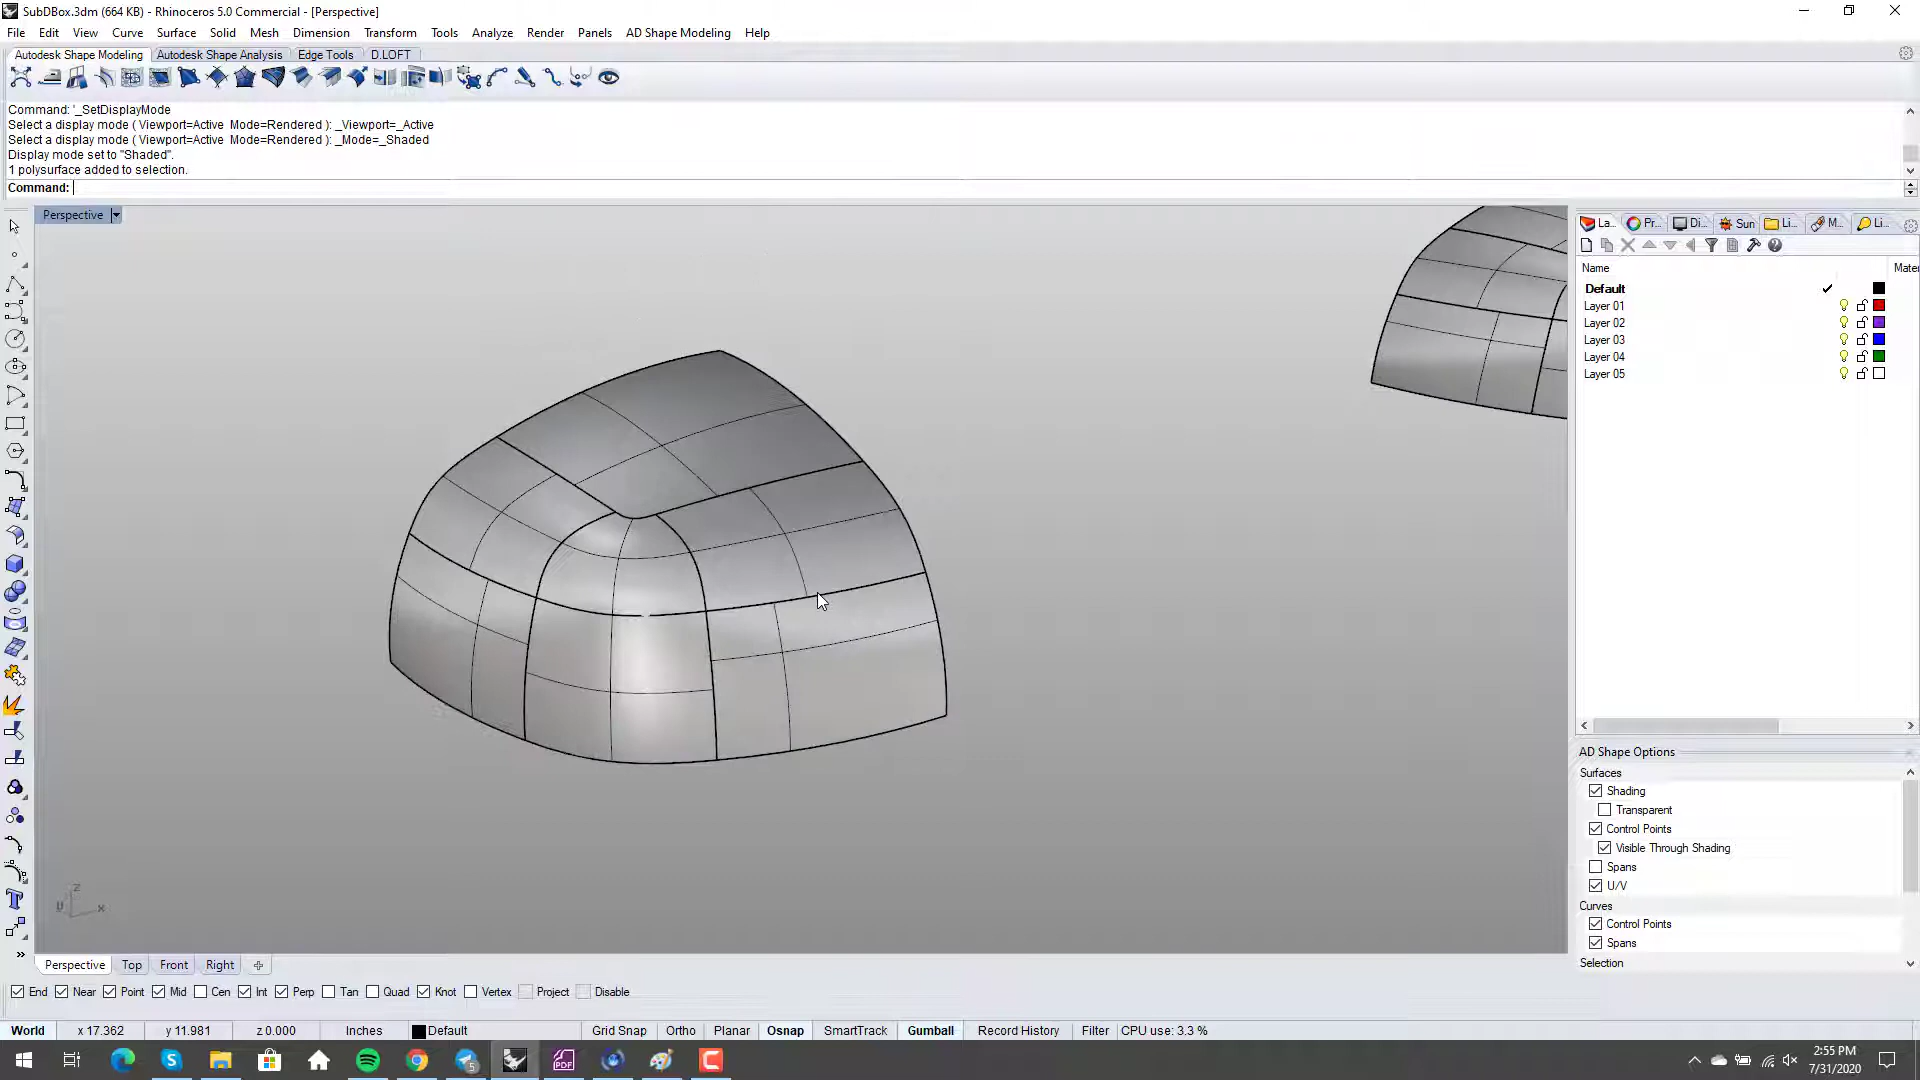 SubDBox.3dm (664 KB) - Rhinoceros 5.0 Commercial - [Perspective]
File Edit View Curve Surface Solid Mesh Dimension Transform Tools Analyze Render Panels AD Shape Modeling Help
Autodesk Shape Modeling Autodesk Shape Analysis Edge Tools D.LOFT
Command: '_SetDisplayMode
Select a display mode ( Viewport=Active Mode=Rendered ): _Viewport=_Active
Select a display mode ( Viewport=Active Mode=Rendered ): _Mode=_Shaded
Display mode set to "Shaded".
1 polysurface added to selection.
Command:
Perspective
La... Pr... Di... Sun Li... M... Li...
Name Mater
Default
Layer 01
Layer 02
Layer 03
Layer 04
Layer 05
AD Shape Options
Surfaces
Shading
Transparent
Control Points
Visible Through Shading
Spans
U/V
Curves
Control Points
Spans
Selection
z
y x
Perspective Top Front Right
End Near Point Mid Cen Int Perp Tan Quad Knot Vertex Project Disable
World x 17.362 y 11.981 z 0.000 Inches Default Grid Snap Ortho Planar Osnap SmartTrack Gumball Record History Filter CPU use: 3.3 %
2:55 PM
7/31/2020